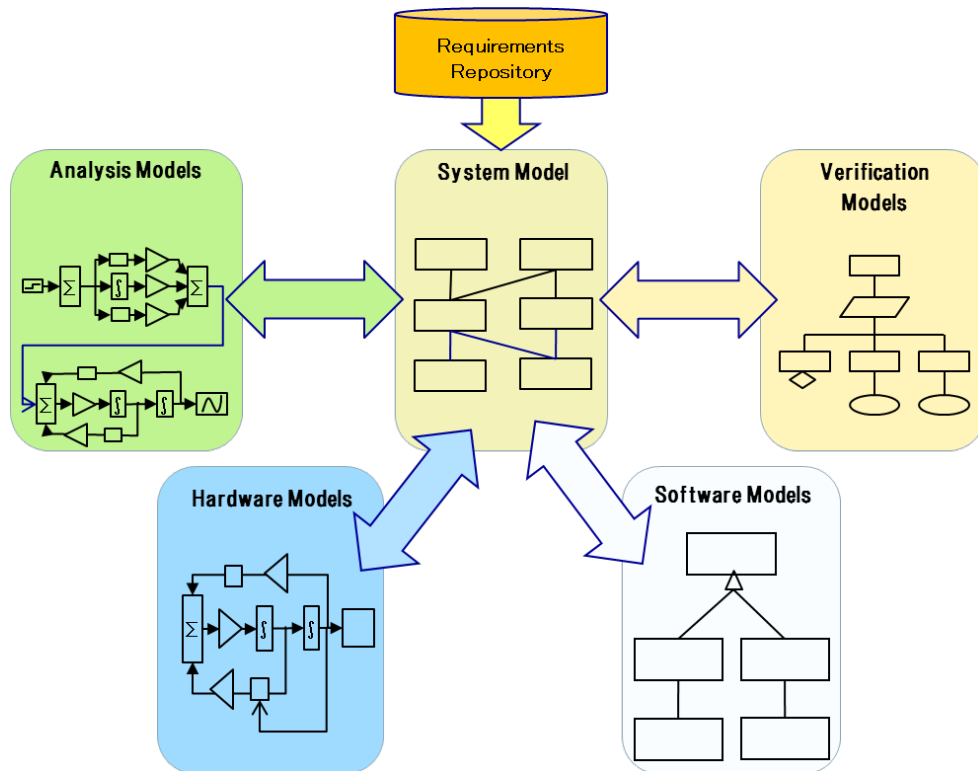 Requirements
Repository
Analysis Models
System Model
Verification
Models
Σ
∫
Σ
Σ
∫
∫
Hardware Models
Σ
∫
∫
Software Models